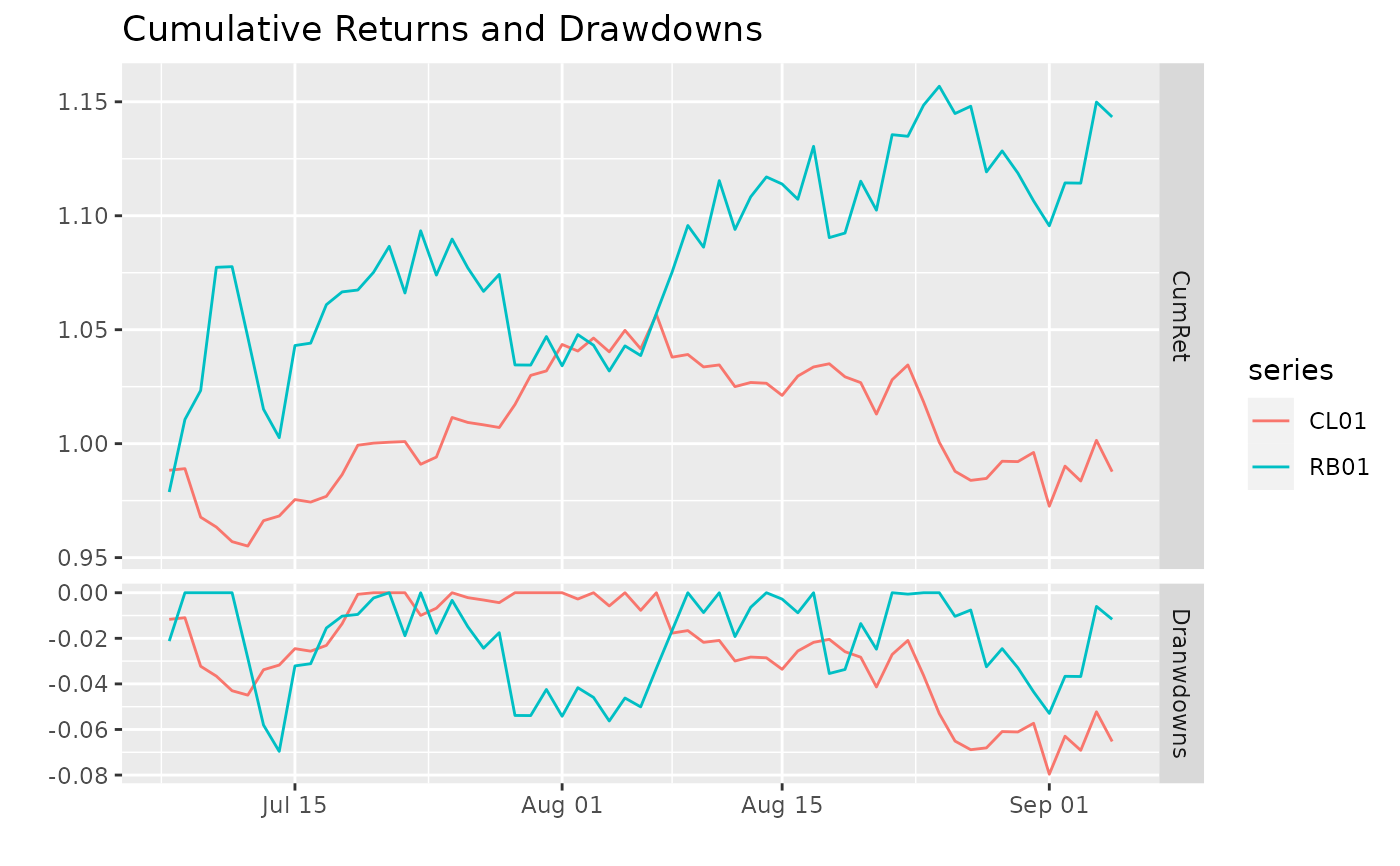 Cumulative Returns and Drawdowns
1.15
1.10
1.05
1.00
0.95
CumRet
0.00
-0.02
-0.04
-0.06
-0.08
Dranwdowns
Jul 15
Aug 01
Aug 15
Sep 01
series
CL01
RB01